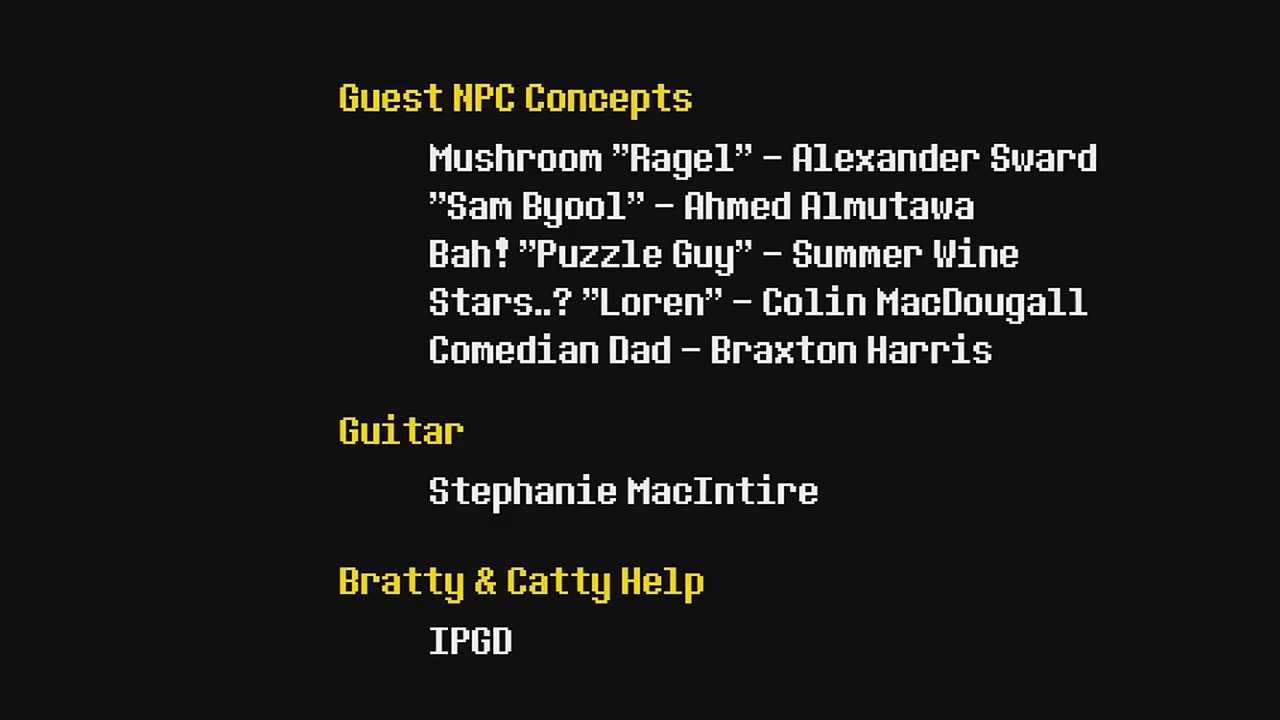 Guest NPC Concepts
Mushroom ”Ragel” - Alexander Sward
”Sam Byool” - Ahmed Almutawa
Bah! ”Puzzle Guy” - Summer Wine
Stars..? ”Loren” - Colin MacDougall
Comedian Dad - Braxton Harris
Guitar
Stephanie MacIntire
Bratty & Catty Help
IPGD